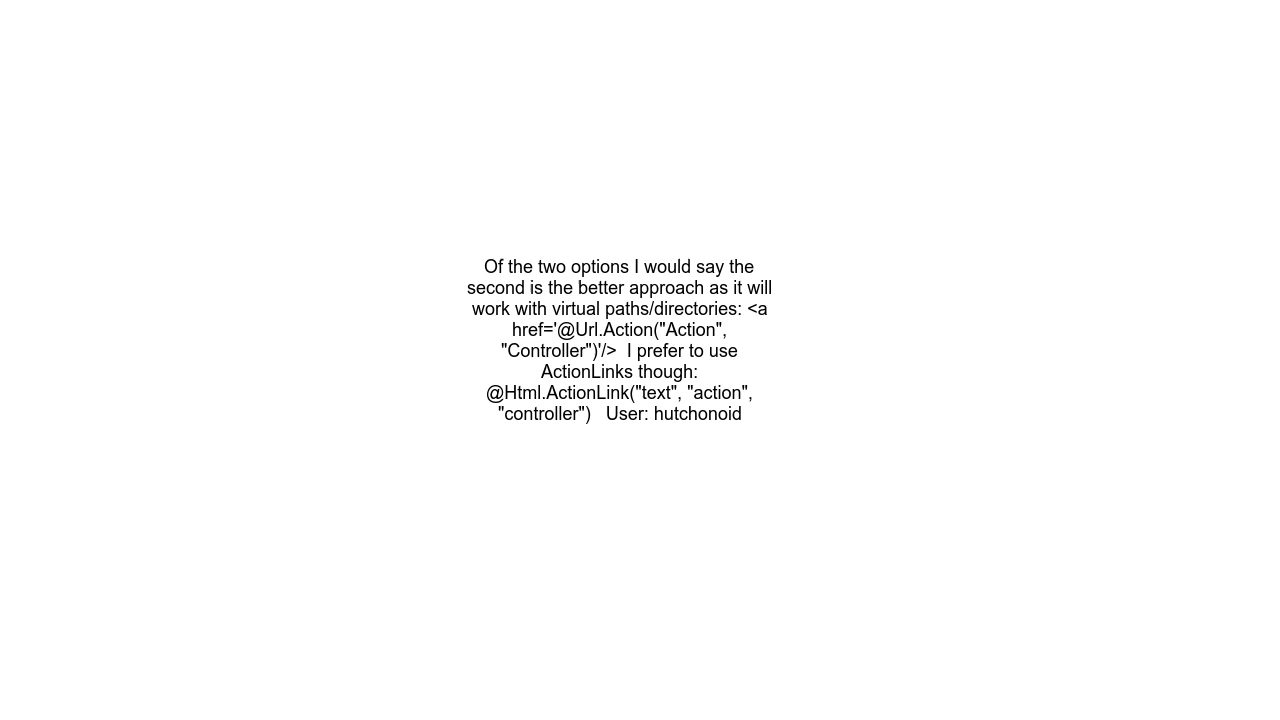 Of the two options I would say the
second is the better approach as it will
work with virtual paths/directories: <a
href='@Url.Action("Action",
"Controller")'/>  I prefer to use
ActionLinks though:
@Html.ActionLink("text", "action",
"controller")   User: hutchonoid